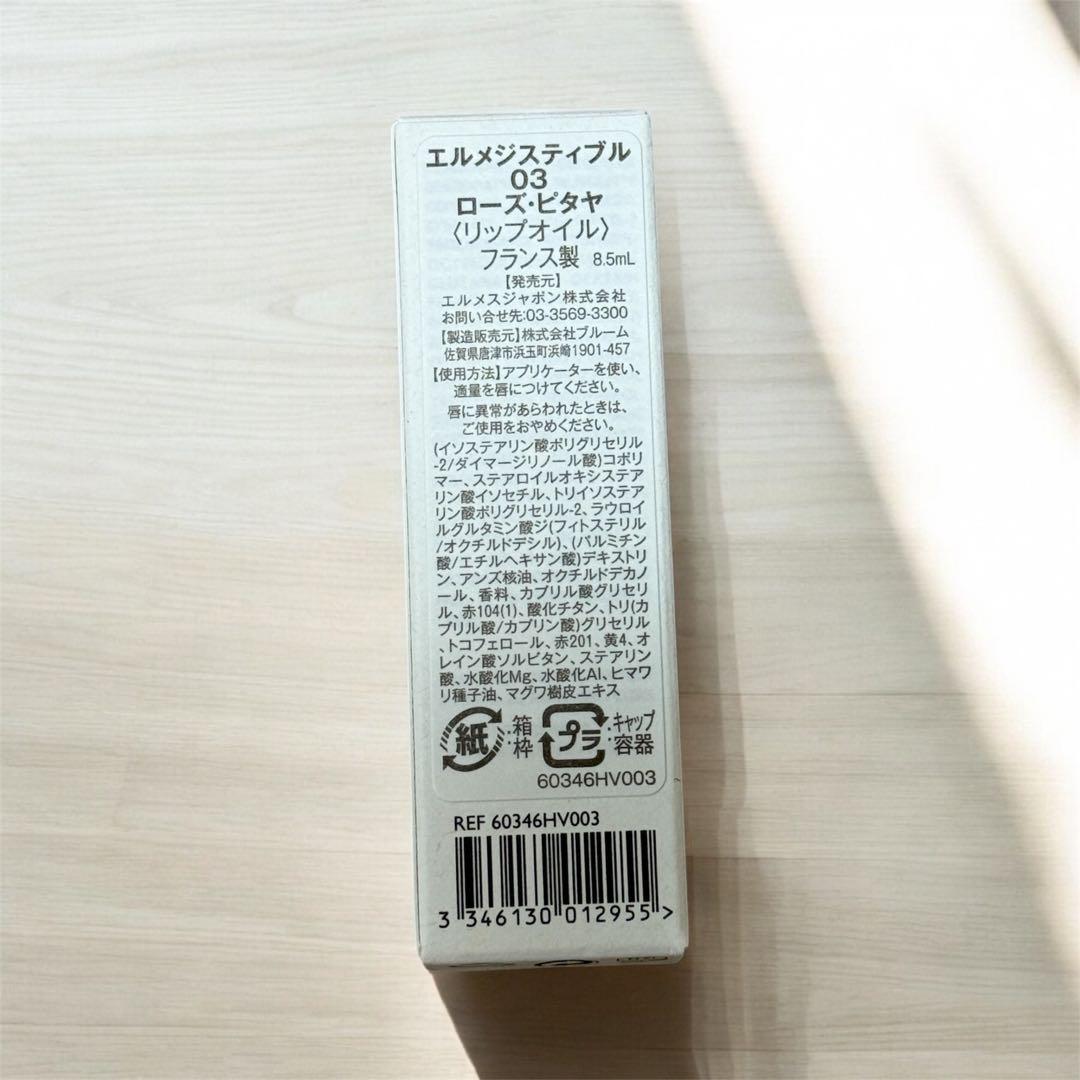 エルメジスティブル
03
ローズ・ピタヤ
〈リップオイル〉
フランス製 8.5mL
【発売元】
エルメスジャポン株式会社
お問い合せ先:03-3569-3300
【製造販売元】株式会社ブルーム
佐賀県唐津市浜玉町浜崎1901-457
【使用方法】アプリケーターを使い、
適量を唇につけてください。
唇に異常があらわれたときは、
ご使用をおやめください。
(イソステアリン酸ポリグリセリル
-2/ダイマージリノール酸)コポリ
マー、ステアロイルオキシステア
リン酸イソセチル、トリイソステア
リン酸ポリグリセリル-2、ラウロイ
ルグルタミン酸ジ(フィトステリル
/オクチルドデシル)、(パルミチン
酸/エチルヘキサン酸)デキストリ
ン、アンズ核油、オクチルドデカノ
ール、香料、カプリル酸グリセリ
ル、赤104(1)、酸化チタン、トリ(カ
プリル酸/カプリン酸)グリセリル
、トコフェロール、赤201、黄4、オ
レイン酸ソルビタン、ステアリン
酸、水酸化Mg、水酸化Al、ヒマワ
リ種子油、マグワ樹皮エキス
紙 :箱 プラ :キャップ
枠 容器
60346HV003
REF 60346HV003
3 346130 012955 >